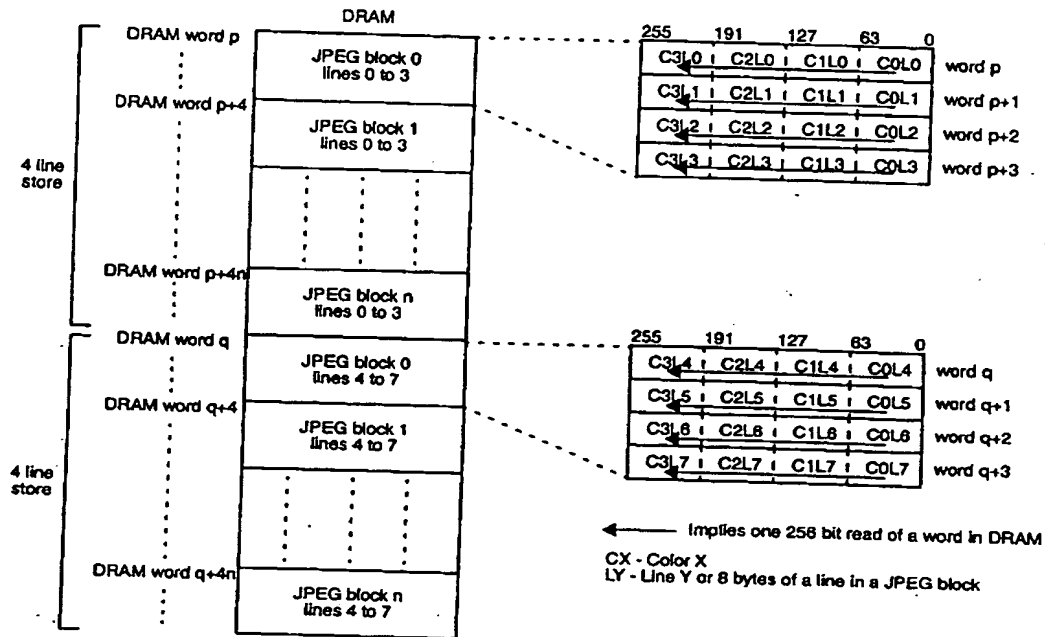 DRAM
DRAM word p
JPEG block 0
lines 0 to 3
DRAM word p+4
JPEG block 1
lines 0 to 3
4 line
store
DRAM word p+4n
JPEG block n
lines 0 to 3
DRAM word q
JPEG block 0
lines 4 to 7
DRAM word q+4
JPEG block 1
lines 4 to 7
4 line
store
DRAM word q+4n
JPEG block n
lines 4 to 7
255 191 127 63 0
C3L0 C2L0 C1L0 C0L0 word p
C3L1 C2L1 C1L1 C0L1 word p+1
C3L2 C2L2 C1L2 C0L2 word p+2
C3L3 C2L3 C1L3 C0L3 word p+3
255 191 127 63 0
C3L4 C2L4 C1L4 C0L4 word q
C3L5 C2L5 C1L5 C0L5 word q+1
C3L6 C2L6 C1L6 C0L6 word q+2
C3L7 C2L7 C1L7 C0L7 word q+3
Implies one 256 bit read of a word in DRAM
CX - Color X
LY - Line Y or 8 bytes of a line in a JPEG block